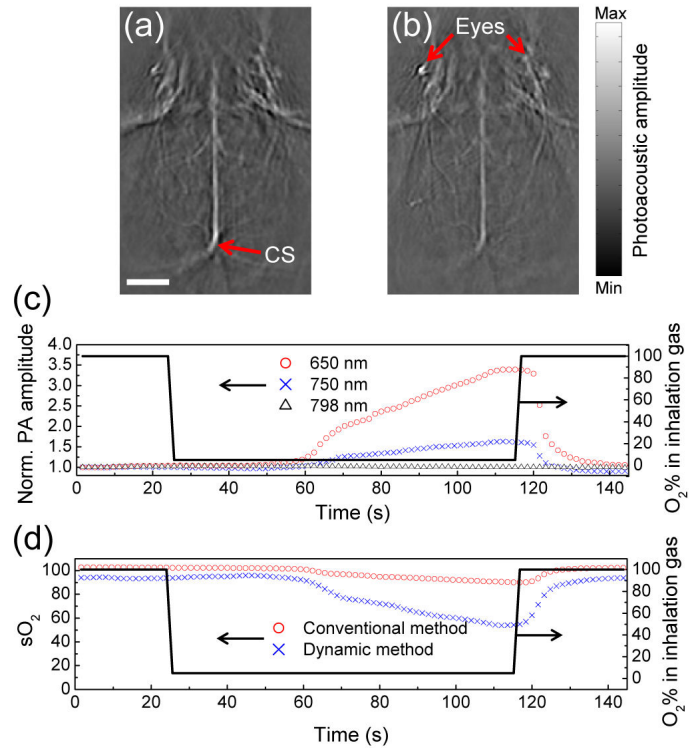 (a)
(b)
Eyes
CS
Max
Photoacoustic amplitude
Min
(c)
Norm. PA amplitude
4.0
3.5
3.0
2.5
2.0
1.5
1.0
650 nm
750 nm
798 nm
100
80
60
40
20
0
O2% in inhalation gas
0 20 40 60 80 100 120 140
Time (s)
(d)
sO2
100
80
60
40
20
0
Conventional method
Dynamic method
100
80
60
40
20
0
O2% in inhalation gas
0 20 40 60 80 100 120 140
Time (s)